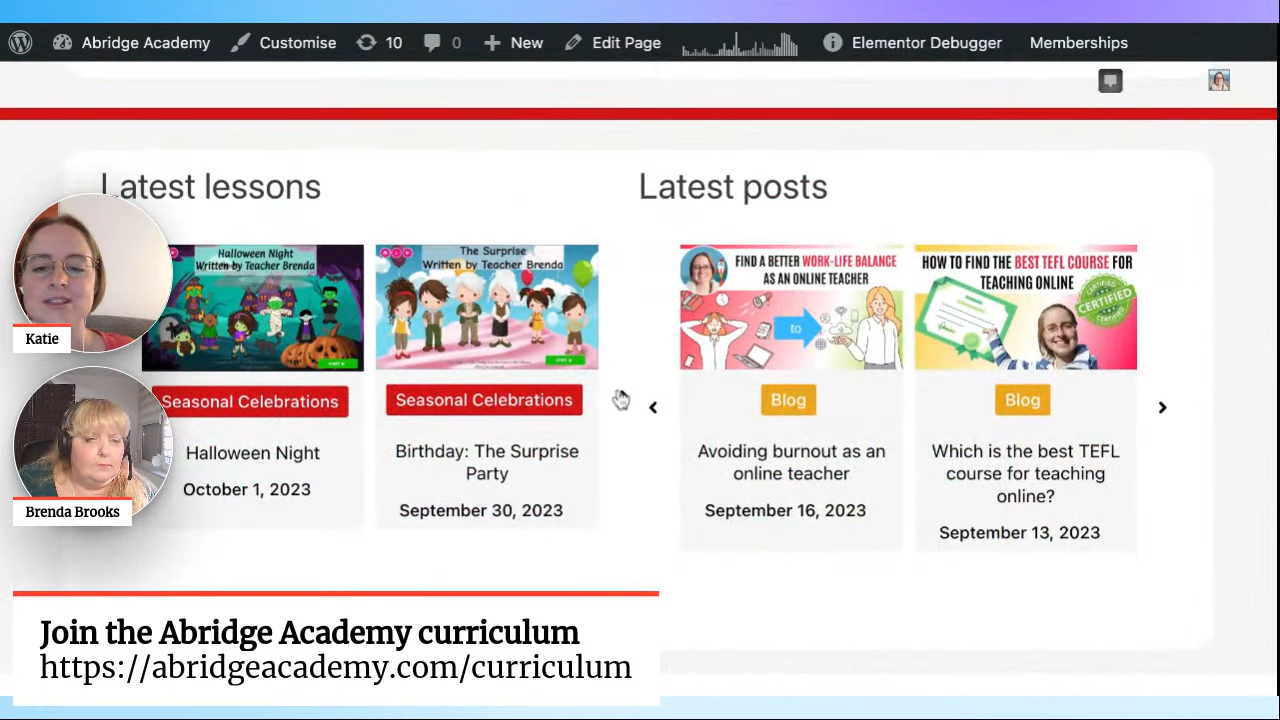 Abridge Academy
Customise
10
0
New
Edit Page
Elementor Debugger
Memberships
Latest lessons
Latest posts
Halloween Night
Written by Teacher Brenda
The Surprise
Written by Teacher Brenda
FIND A BETTER WORK-LIFE BALANCE
AS AN ONLINE TEACHER
to
HOW TO FIND THE BEST TEFL COURSE FOR
TEACHING ONLINE
CERTIFIED
Katie
Seasonal Celebrations
Halloween Night
October 1, 2023
Seasonal Celebrations
Birthday: The Surprise
Party
September 30, 2023
Blog
Avoiding burnout as an
online teacher
September 16, 2023
Blog
Which is the best TEFL
course for teaching
online?
September 13, 2023
Brenda Brooks
Join the Abridge Academy curriculum
https://abridgeacademy.com/curriculum